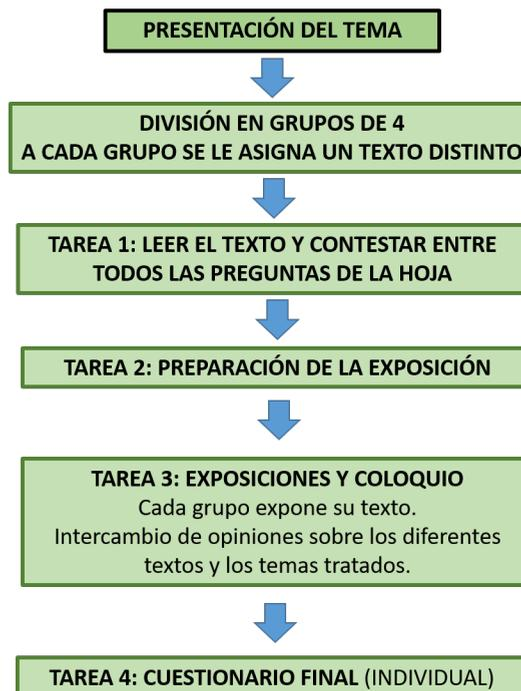 PRESENTACIÓN DEL TEMA
DIVISIÓN EN GRUPOS DE 4
A CADA GRUPO SE LE ASIGNA UN TEXTO DISTINTO
TAREA 1: LEER EL TEXTO Y CONTESTAR ENTRE
TODOS LAS PREGUNTAS DE LA HOJA
TAREA 2: PREPARACIÓN DE LA EXPOSICIÓN
TAREA 3: EXPOSICIONES Y COLOQUIO
Cada grupo expone su texto.
Intercambio de opiniones sobre los diferentes
textos y los temas tratados.
TAREA 4: CUESTIONARIO FINAL (INDIVIDUAL)